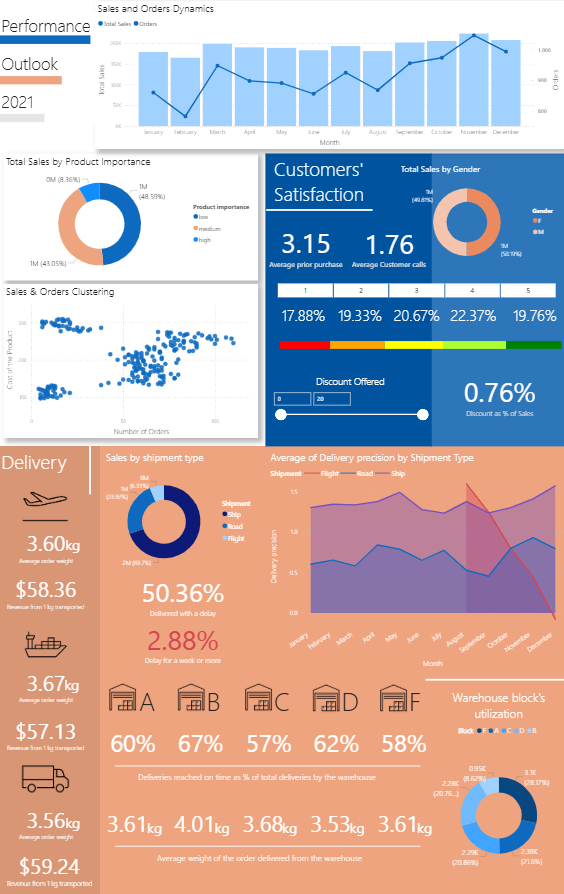 Performance
Outlook
2021
Sales and Orders Dynamics
Total Sales Orders
Total Sales
200K
150K
100K
50K
0K
1,000
900
800
Orders
January February March April May June July August September October November December
Month
Total Sales by Product Importance
0M (8.36%)
1M
(48.59%)
1M (43.05%)
Product importance
low
medium
high
Sales & Orders Clustering
Cost of the Product
300
200
100
0 50 100
Number of Orders
Customers'
Satisfaction
Total Sales by Gender
1M
(49.81%)
1M
(50.19%)
Gender
F
M
3.15
Average prior purchase
1.76
Average Customer calls
1 2 3 4 5
17.88% 19.33% 20.67% 22.37% 19.76%
Discount Offered
0 20
0.76%
Discount as % of Sales
Delivery
3.60kg
Average order weight
$58.36
Revenue from 1 kg transported
3.67kg
Average order weight
$57.13
Revenue from 1 kg transported
3.56kg
Average order weight
$59.24
Revenue from 1 kg transported
Sales by shipment type
0M
1M
2M (69.7%)
Shipment
Ship
Road
Flight
50.36%
Delivered with a delay
2.88%
Delay for a week or more
Average of Delivery precision by Shipment Type
Shipment Flight Road Ship
Delivery precision
1.5
1.0
0.5
0.0
January February March April May June July August September October November December
Month
A B C D F
60% 67% 57% 62% 58%
Deliveries reached on time as % of total deliveries by the warehouse
3.61kg 4.01kg 3.68kg 3.53kg 3.61kg
Average weight of the order delivered from the warehouse
Warehouse block's
utilization
Block F A C D B
0.95K
(8.62%)
3.1K
(28.17%)
2.28K
(20.76...)
2.29K
(20.86%)
2.38K
(21.6%)